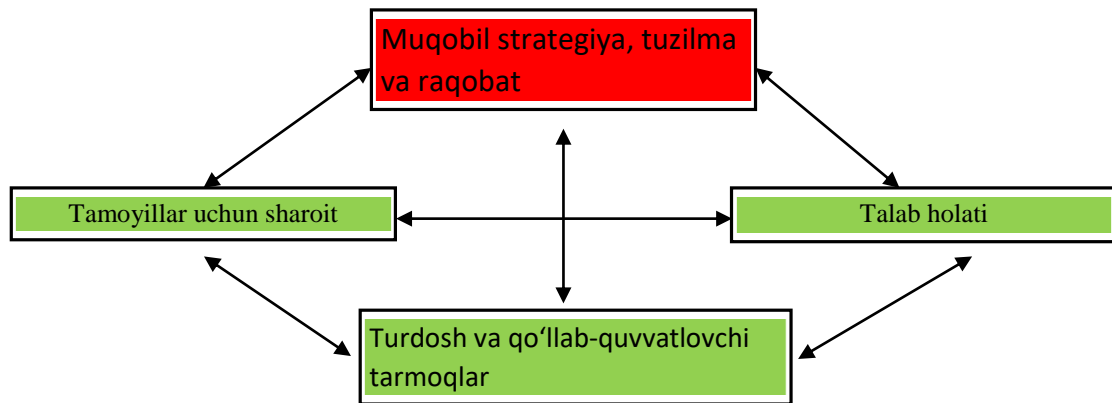 Muqobil strategiya, tuzilma
va raqobat
Tamoyillar uchun sharoit
Talab holati
Turdosh va qo‘llab-quvvatlovchi
tarmoqlar